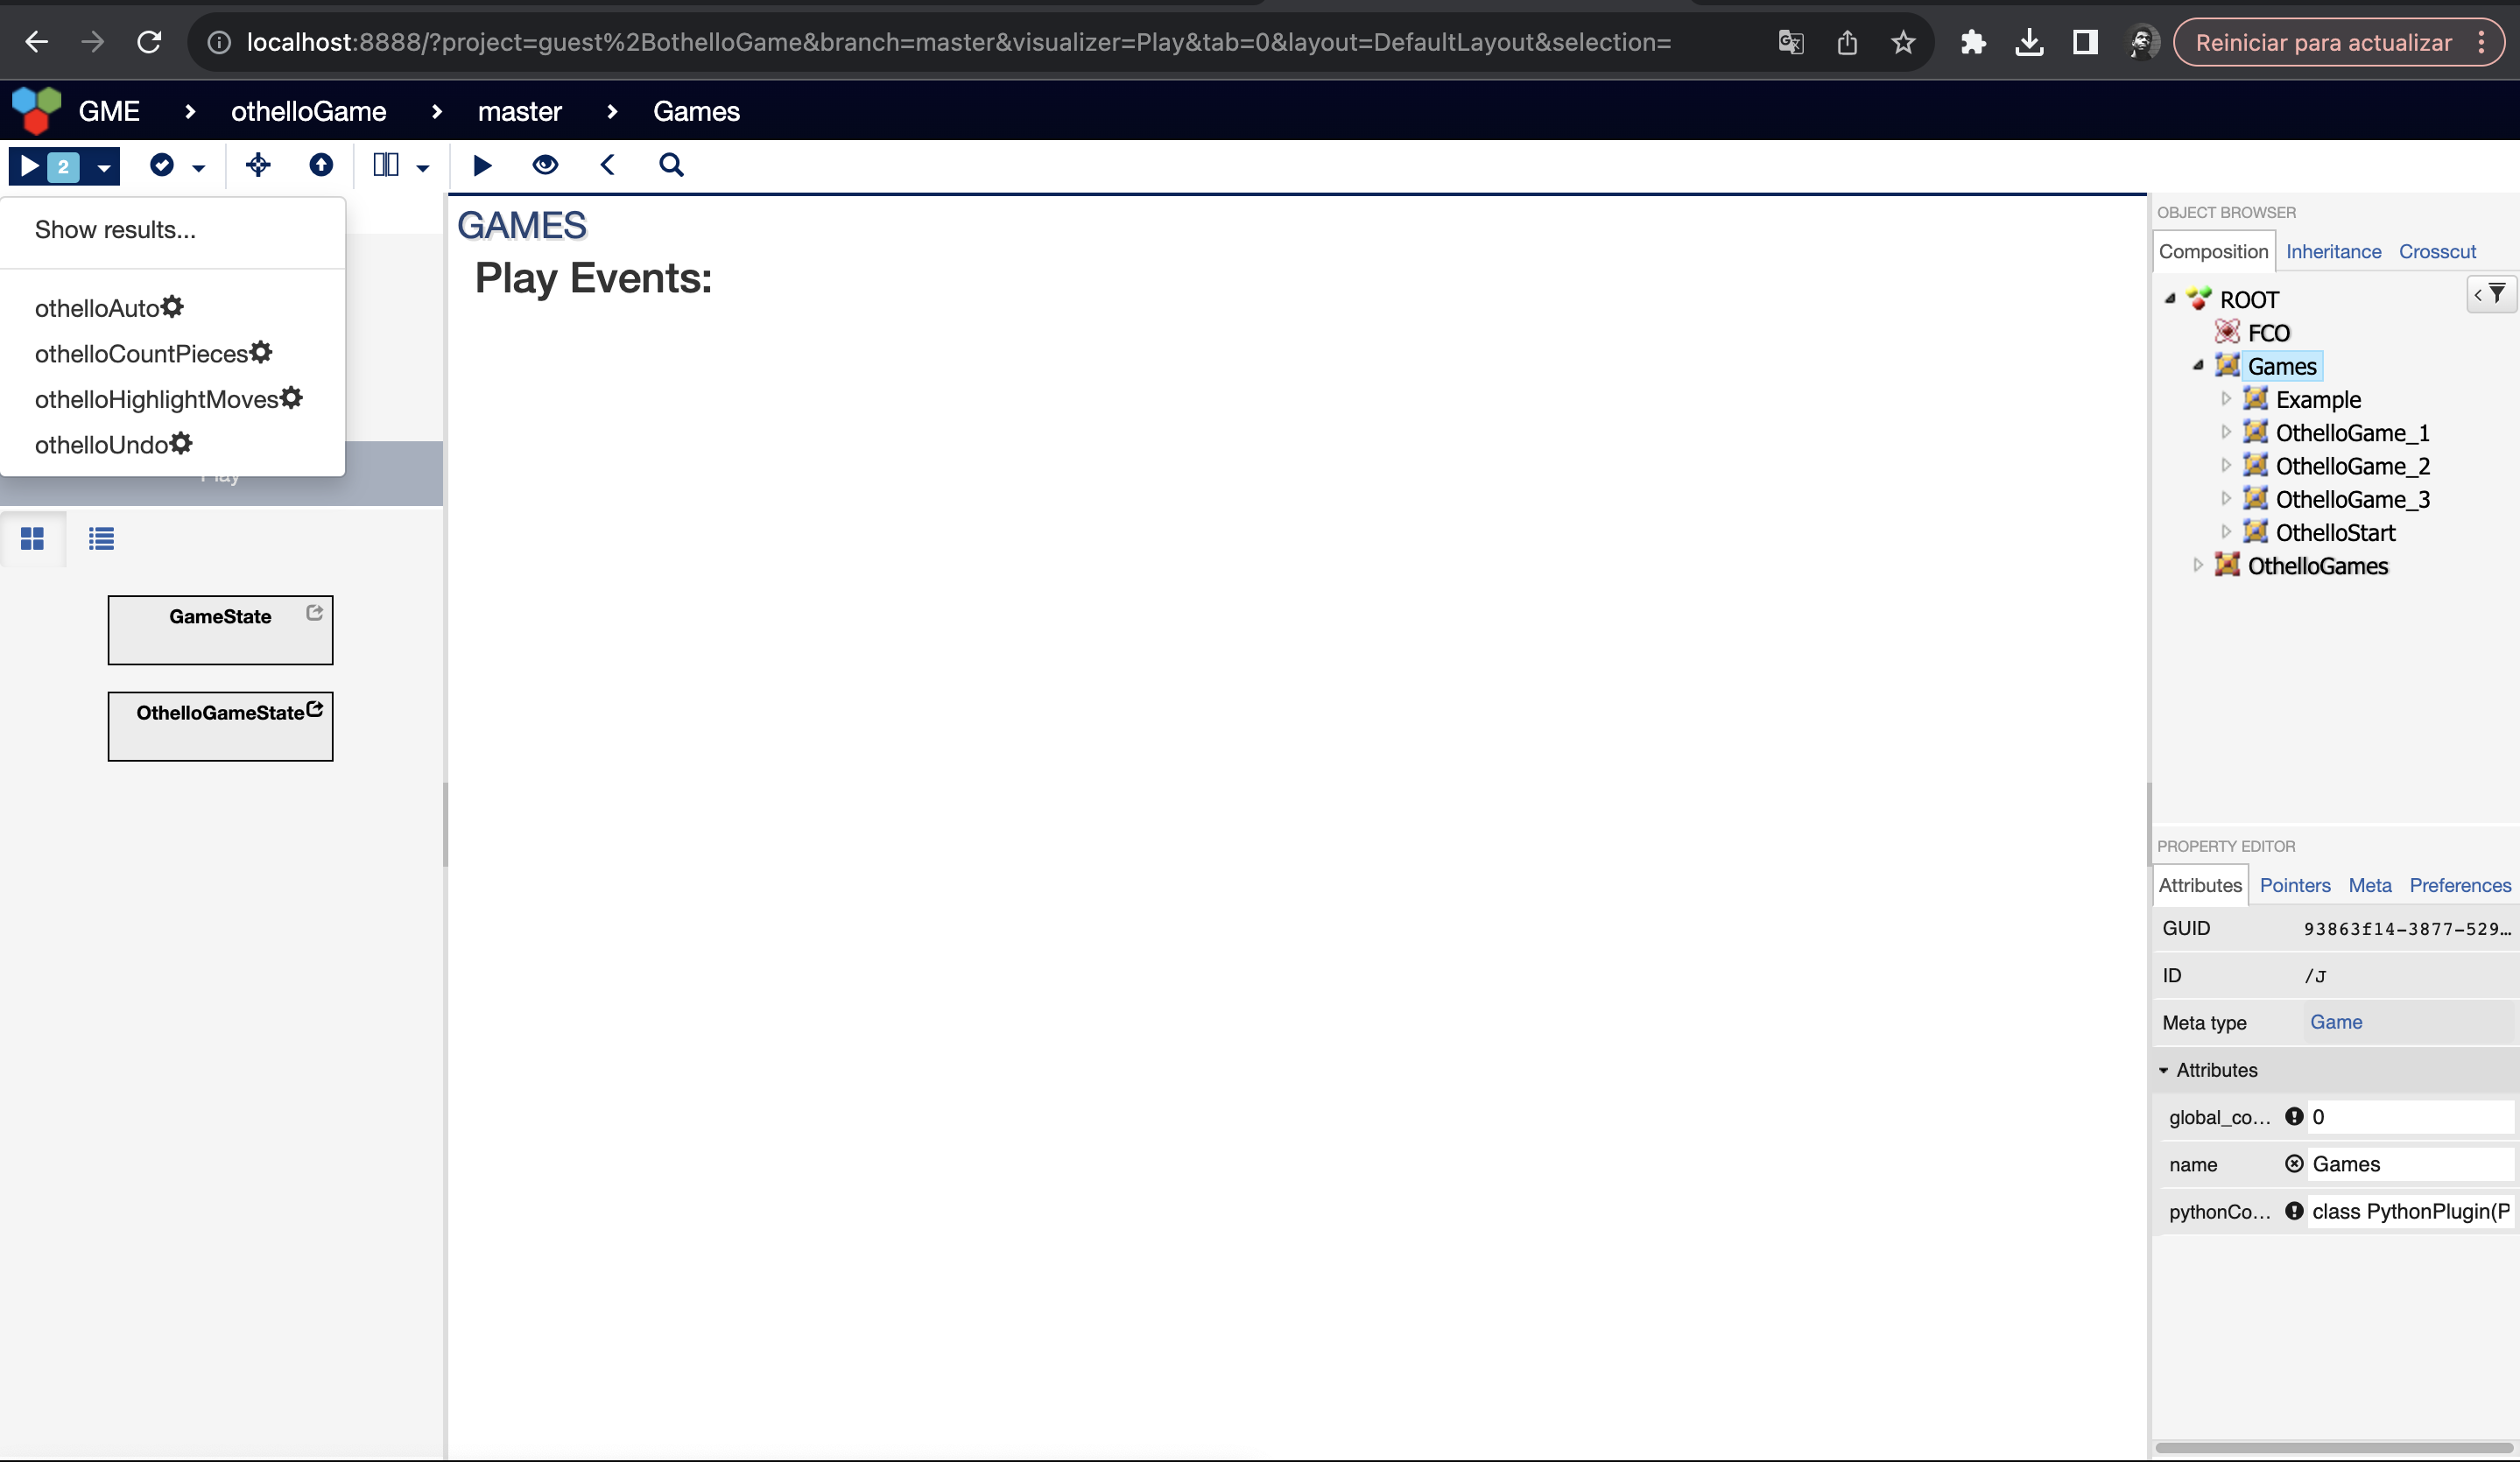 localhost:8888/?project=guest%2BothelloGame&branch=master&visualizer=Play&tab=0&layout=DefaultLayout&selection=
Reiniciar para actualizar
GME > othelloGame > master > Games
2
Show results...
othelloAuto
othelloCountPieces
othelloHighlightMoves
othelloUndo
Play
GameState
OthelloGameState
GAMES
Play Events:
OBJECT BROWSER
Composition Inheritance Crosscut
ROOT
FCO
Games
Example
OthelloGame_1
OthelloGame_2
OthelloGame_3
OthelloStart
OthelloGames
PROPERTY EDITOR
Attributes Pointers Meta Preferences
GUID 93863f14-3877-529...
ID /J
Meta type Game
Attributes
global_co... 0
name Games
pythonCo... class PythonPlugin(P